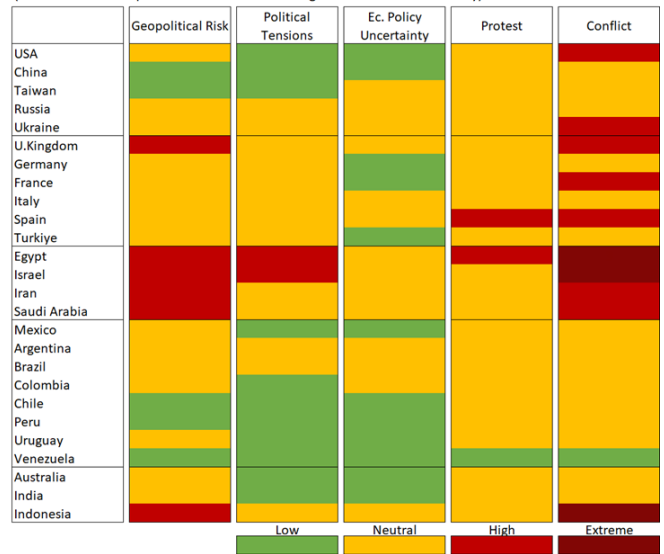 Geopolitical Risk
Political
Tensions
Ec. Policy
Uncertainty
Protest
Conflict
USA
China
Taiwan
Russia
Ukraine
U.Kingdom
Germany
France
Italy
Spain
Turkiye
Egypt
Israel
Iran
Saudi Arabia
Mexico
Argentina
Brazil
Colombia
Chile
Peru
Uruguay
Venezuela
Australia
India
Indonesia
Low
Neutral
High
Extreme